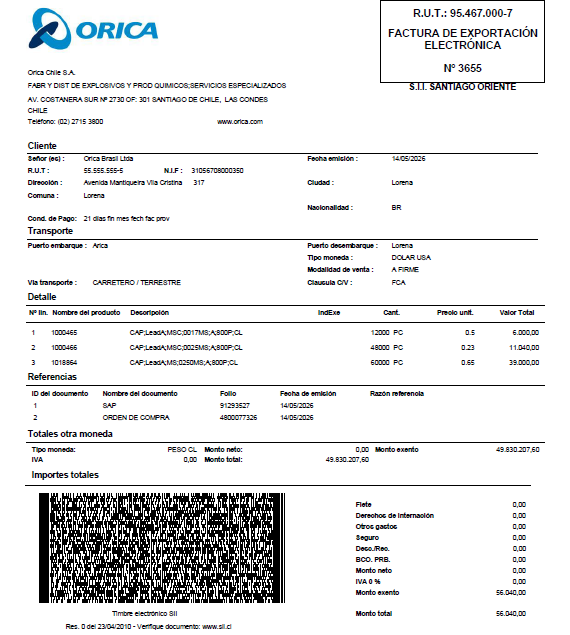 ORICA
R.U.T.: 95.467.000-7
FACTURA DE EXPORTACIÓN
ELECTRÓNICA
Nº 3655
S.I.I. SANTIAGO ORIENTE
Orica Chile S.A.
FABR Y DIST DE EXPLOSIVOS Y PROD QUIMICOS;SERVICIOS ESPECIALIZADOS
AV. COSTANERA SUR Nº 2730 OF: 301 SANTIAGO DE CHILE, LAS CONDES
CHILE
Teléfono: (02) 2715 3800 www.orica.com
Cliente
Señor (es) : Orica Brasil Ltda Fecha emisión : 14/05/2026
R.U.T : 55.555.555-5 N.I.F : 31056708000350
Dirección : Avenida Mantiqueira Vila Cristina 317 Ciudad : Lorena
Comuna : Lorena
Nacionalidad : BR
Cond. de Pago: 21 dias fin mes fech fac prov
Transporte
Puerto embarque : Arica Puerto desembarque : Lorena
Tipo moneda : DOLAR USA
Modalidad de venta : A FIRME
Via transporte : CARRETERO / TERRESTRE Clausula C/V : FCA
Detalle
Nº lin. Nombre del producto Descripción IndExe Cant. Precio unit. Valor Total
1 1000465 CAP;LeadA;MSC;0017MS;A;800P;CL 12000 PC 0.5 6.000,00
2 1000466 CAP;LeadA;MSC;0025MS;A;800P;CL 48000 PC 0.23 11.040,00
3 1018864 CAP;LeadA;MS;0250MS;A;800P;CL 60000 PC 0.65 39.000,00
Referencias
ID del documento Nombre del documento Folio Fecha de emisión Razón referencia
1 SAP 91293527 14/05/2026
2 ORDEN DE COMPRA 4800077326 14/05/2026
Totales otra moneda
Tipo moneda: PESO CL Monto neto: 0,00 Monto exento 49.830.207,60
IVA 0,00 Monto total: 49.830.207,60
Importes totales
Flete 0,00
Derechos de Internación 0,00
Otros gastos 0,00
Seguro 0,00
Desc./Rec. 0,00
BCO. PRB. 0,00
Monto neto 0,00
IVA 0 % 0,00
Monto exento 56.040,00
Monto total 56.040,00
Timbre electrónico SII
Res. 0 del 23/04/2010 - Verifique documento: www.sii.cl